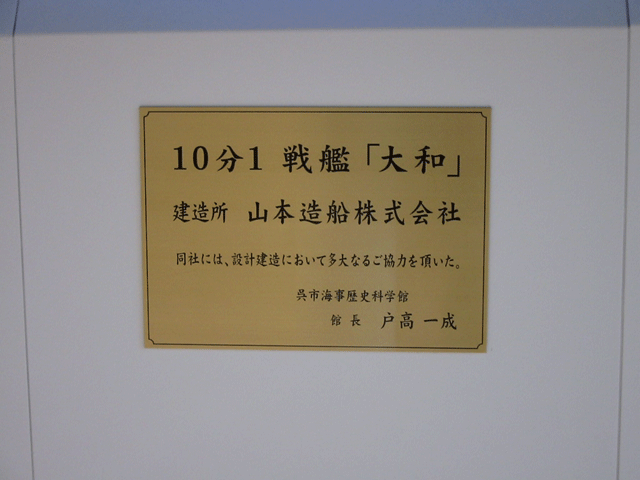 10分1 戦艦「大和」
建造所 山本造船株式会社
同社には、設計建造において多大なるご協力を頂いた。
呉市海事歴史科学館
館長 戸高 一成